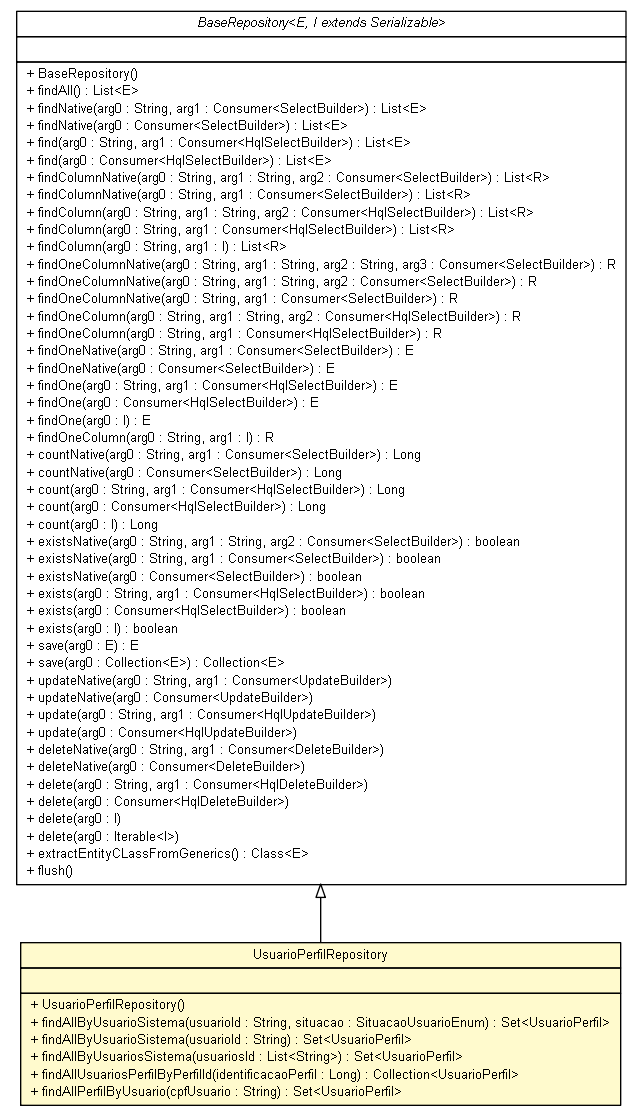 BaseRepository<E, I extends Serializable>
+ BaseRepository()
+ findAll() : List<E>
+ findNative(arg0 : String, arg1 : Consumer<SelectBuilder>) : List<E>
+ findNative(arg0 : Consumer<SelectBuilder>) : List<E>
+ find(arg0 : String, arg1 : Consumer<HqlSelectBuilder>) : List<E>
+ find(arg0 : Consumer<HqlSelectBuilder>) : List<E>
+ findColumnNative(arg0 : String, arg1 : String, arg2 : Consumer<SelectBuilder>) : List<R>
+ findColumnNative(arg0 : String, arg1 : Consumer<SelectBuilder>) : List<R>
+ findColumn(arg0 : String, arg1 : String, arg2 : Consumer<HqlSelectBuilder>) : List<R>
+ findColumn(arg0 : String, arg1 : Consumer<HqlSelectBuilder>) : List<R>
+ findColumn(arg0 : String, arg1 : I) : List<R>
+ findOneColumnNative(arg0 : String, arg1 : String, arg2 : String, arg3 : Consumer<SelectBuilder>) : R
+ findOneColumnNative(arg0 : String, arg1 : String, arg2 : Consumer<SelectBuilder>) : R
+ findOneColumnNative(arg0 : String, arg1 : Consumer<SelectBuilder>) : R
+ findOneColumn(arg0 : String, arg1 : String, arg2 : Consumer<HqlSelectBuilder>) : R
+ findOneColumn(arg0 : String, arg1 : Consumer<HqlSelectBuilder>) : R
+ findOneNative(arg0 : String, arg1 : Consumer<SelectBuilder>) : E
+ findOneNative(arg0 : Consumer<SelectBuilder>) : E
+ findOne(arg0 : String, arg1 : Consumer<HqlSelectBuilder>) : E
+ findOne(arg0 : Consumer<HqlSelectBuilder>) : E
+ findOne(arg0 : I) : E
+ findOneColumn(arg0 : String, arg1 : I) : R
+ countNative(arg0 : String, arg1 : Consumer<SelectBuilder>) : Long
+ countNative(arg0 : Consumer<SelectBuilder>) : Long
+ count(arg0 : String, arg1 : Consumer<HqlSelectBuilder>) : Long
+ count(arg0 : Consumer<HqlSelectBuilder>) : Long
+ count(arg0 : I) : Long
+ existsNative(arg0 : String, arg1 : String, arg2 : Consumer<SelectBuilder>) : boolean
+ existsNative(arg0 : String, arg1 : Consumer<SelectBuilder>) : boolean
+ existsNative(arg0 : Consumer<SelectBuilder>) : boolean
+ exists(arg0 : String, arg1 : Consumer<HqlSelectBuilder>) : boolean
+ exists(arg0 : Consumer<HqlSelectBuilder>) : boolean
+ exists(arg0 : I) : boolean
+ save(arg0 : E) : E
+ save(arg0 : Collection<E>) : Collection<E>
+ updateNative(arg0 : String, arg1 : Consumer<UpdateBuilder>)
+ updateNative(arg0 : Consumer<UpdateBuilder>)
+ update(arg0 : String, arg1 : Consumer<HqlUpdateBuilder>)
+ update(arg0 : Consumer<HqlUpdateBuilder>)
+ deleteNative(arg0 : String, arg1 : Consumer<DeleteBuilder>)
+ deleteNative(arg0 : Consumer<DeleteBuilder>)
+ delete(arg0 : String, arg1 : Consumer<HqlDeleteBuilder>)
+ delete(arg0 : Consumer<HqlDeleteBuilder>)
+ delete(arg0 : I)
+ delete(arg0 : Iterable<I>)
+ extractEntityCLassFromGenerics() : Class<E>
+ flush()
UsuarioPerfilRepository
+ UsuarioPerfilRepository()
+ findAllByUsuarioSistema(usuarioId : String, situacao : SituacaoUsuarioEnum) : Set<UsuarioPerfil>
+ findAllByUsuarioSistema(usuarioId : String) : Set<UsuarioPerfil>
+ findAllByUsuariosSistema(usuariosId : List<String>) : Set<UsuarioPerfil>
+ findAllUsuariosPerfilByPerfilId(identificacaoPerfil : Long) : Collection<UsuarioPerfil>
+ findAllPerfilByUsuario(cpfUsuario : String) : Set<UsuarioPerfil>